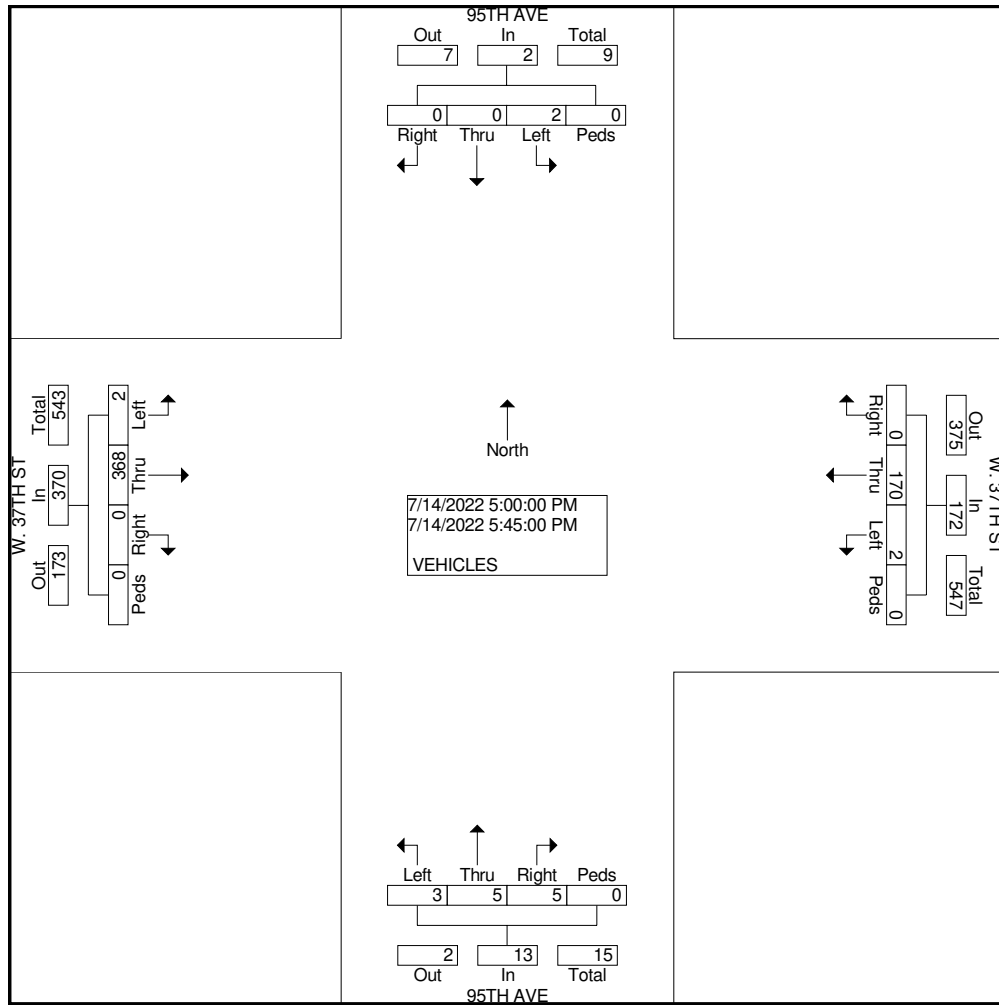 95TH AVE
Out In Total
7 2 9
0 0 2 0
Right Thru Left Peds
W. 37TH ST
Total In Out
543 370 173
2 368 0 0
Left Thru Right Peds
North
7/14/2022 5:00:00 PM
7/14/2022 5:45:00 PM
VEHICLES
Right Thru Left Peds
0 170 2 0
Out In Total
375 172 547
W. 37TH ST
Left Thru Right Peds
3 5 5 0
2 13 15
Out In Total
95TH AVE